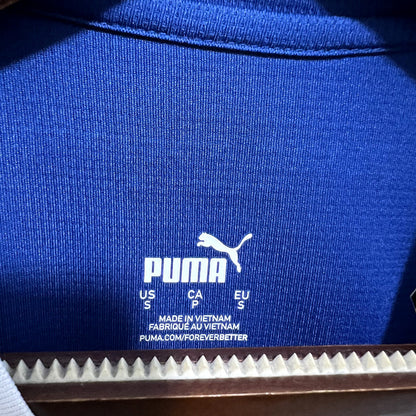 PUMA
US CA EU
S P S
MADE IN VIETNAM
FABRIQUÉ AU VIETNAM
PUMA.COM/FOREVERBETTER